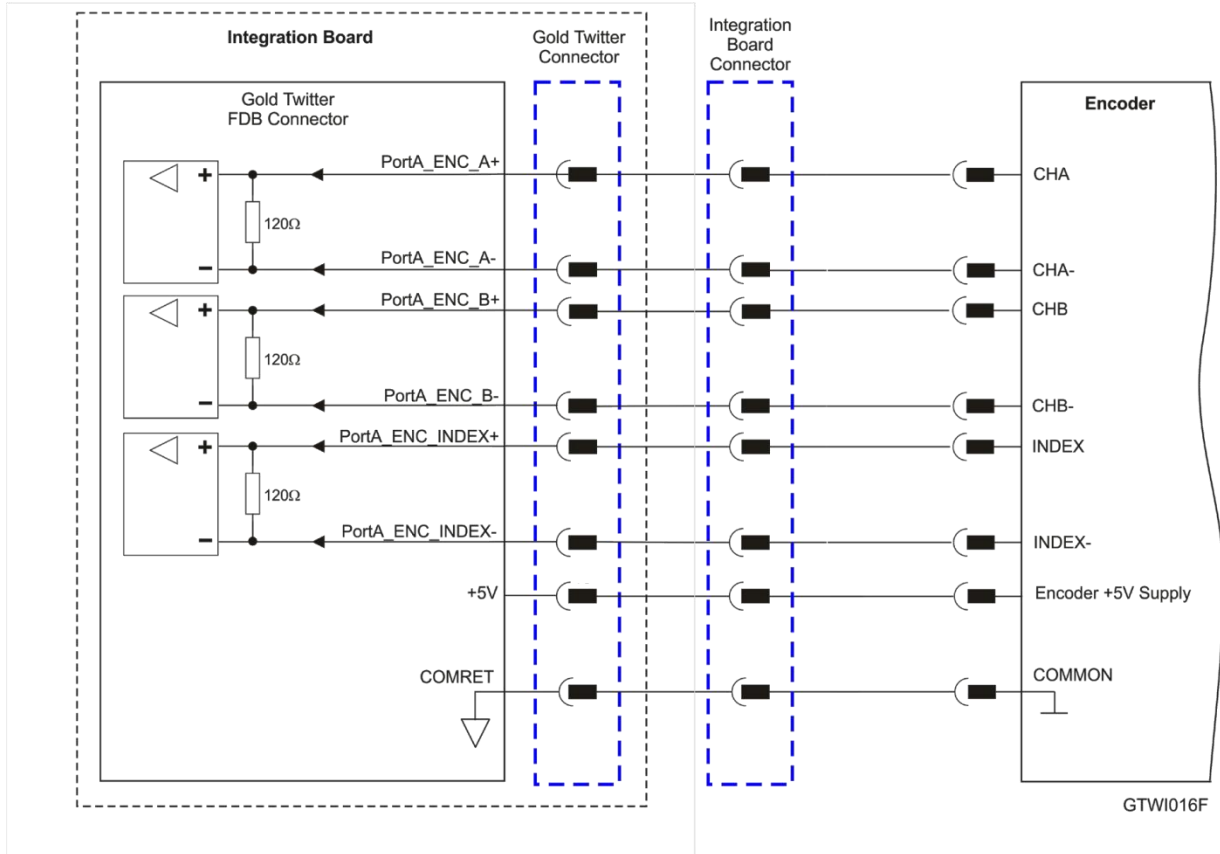 Integration Board
Gold Twitter
Connector
Integration
Board
Connector
Gold Twitter
FDB Connector
Encoder
PortA_ENC_A+
+
CHA
120Ω
PortA_ENC_A-
−
CHA-
PortA_ENC_B+
+
CHB
120Ω
PortA_ENC_B-
−
CHB-
PortA_ENC_INDEX+
+
INDEX
120Ω
PortA_ENC_INDEX-
−
INDEX-
+5V
Encoder +5V Supply
COMRET
COMMON
GTWI016F